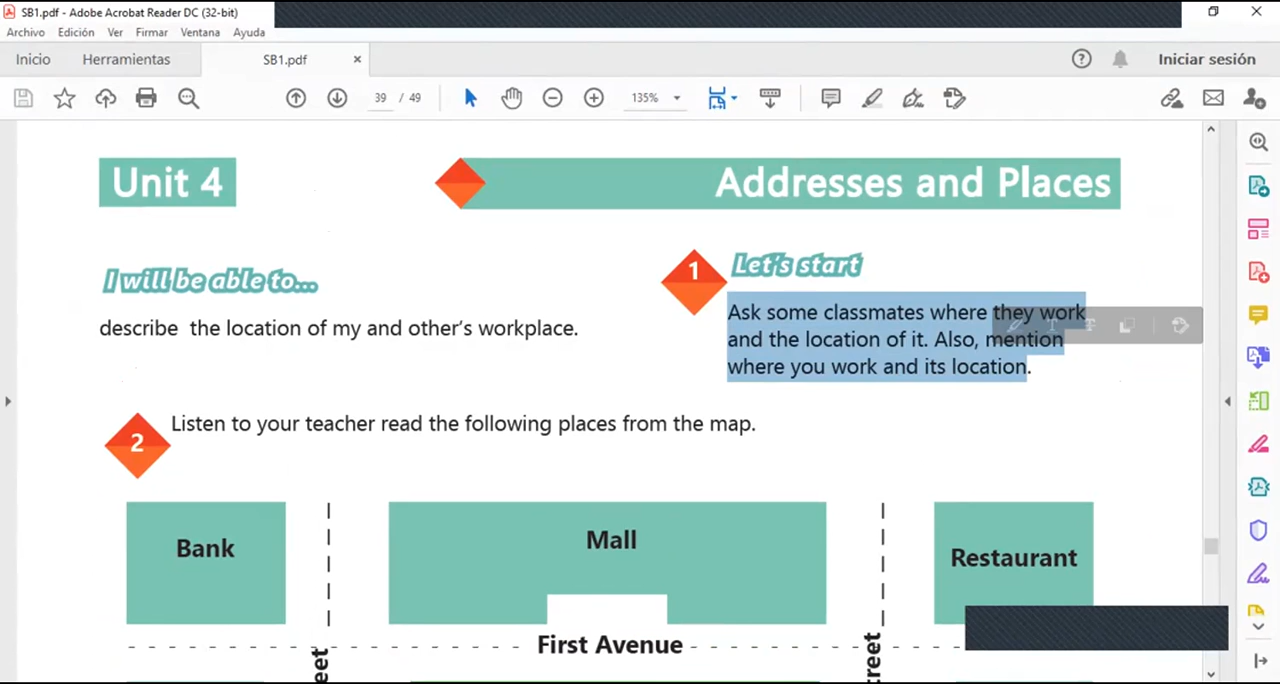 SB1.pdf - Adobe Acrobat Reader DC (32-bit)
Archivo Edición Ver Firmar Ventana Ayuda
Inicio Herramientas SB1.pdf × Iniciar sesión
39 / 49 135%
Unit 4 Addresses and Places
I will be able to...
describe the location of my and other's workplace.
1 Let's start
Ask some classmates where they work
and the location of it. Also, mention
where you work and its location.
2 Listen to your teacher read the following places from the map.
Bank
Mall
Restaurant
First Avenue
eet
reet